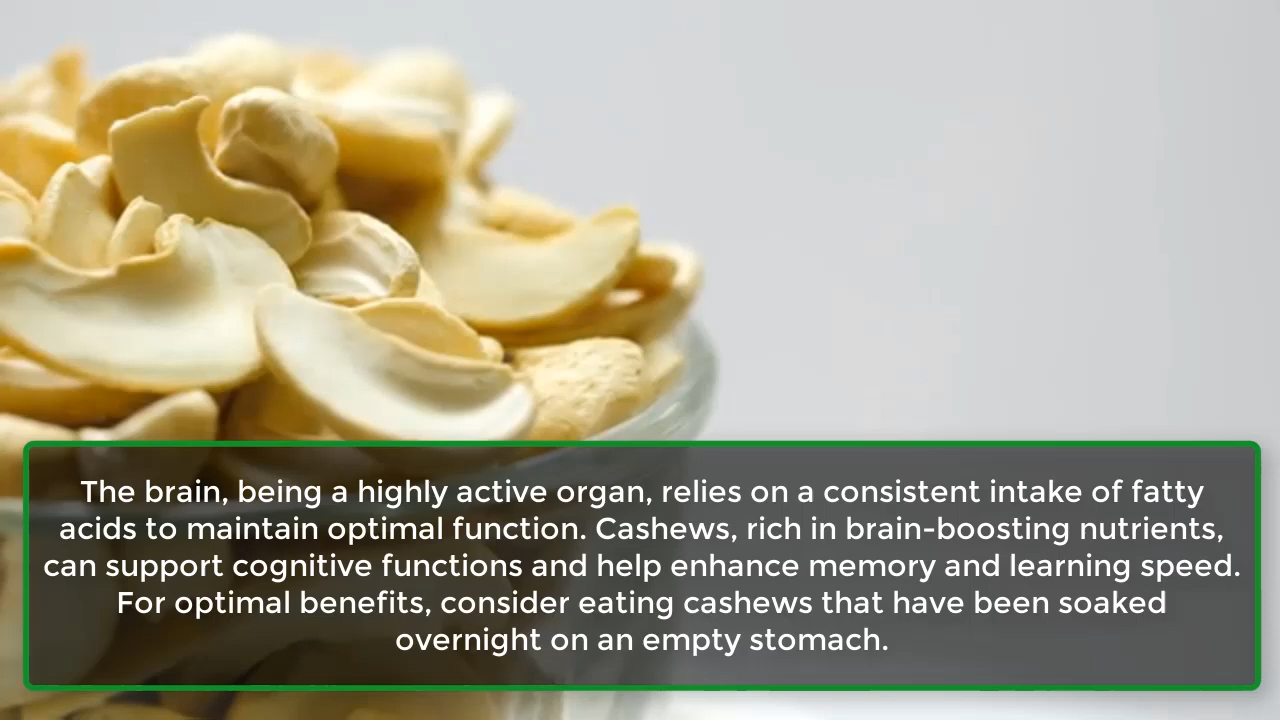 The brain, being a highly active organ, relies on a consistent intake of fatty
acids to maintain optimal function. Cashews, rich in brain-boosting nutrients,
can support cognitive functions and help enhance memory and learning speed.
For optimal benefits, consider eating cashews that have been soaked
overnight on an empty stomach.